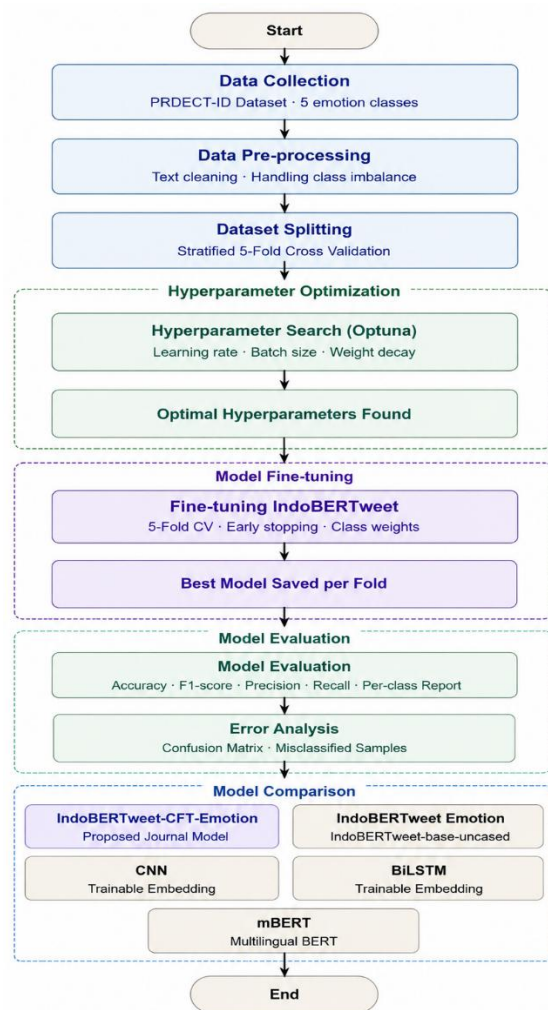 Start
Data Collection
PRDECT-ID Dataset · 5 emotion classes
Data Pre-processing
Text cleaning · Handling class imbalance
Dataset Splitting
Stratified 5-Fold Cross Validation
Hyperparameter Optimization
Hyperparameter Search (Optuna)
Learning rate · Batch size · Weight decay
Optimal Hyperparameters Found
Model Fine-tuning
Fine-tuning IndoBERTweet
5-Fold CV · Early stopping · Class weights
Best Model Saved per Fold
Model Evaluation
Model Evaluation
Accuracy · F1-score · Precision · Recall · Per-class Report
Error Analysis
Confusion Matrix · Misclassified Samples
Model Comparison
IndoBERTweet-CFT-Emotion
Proposed Journal Model
IndoBERTweet Emotion
IndoBERTweet-base-uncased
CNN
Trainable Embedding
BiLSTM
Trainable Embedding
mBERT
Multilingual BERT
End